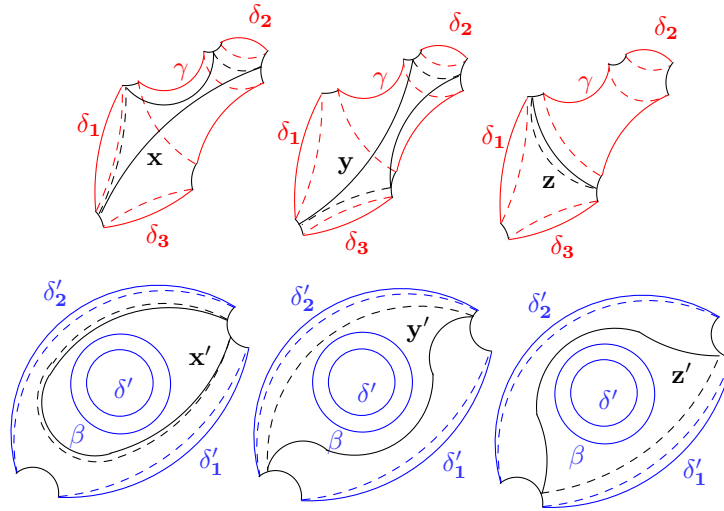 δ₂ δ₂ δ₂
γ γ γ
δ₁ δ₁ δ₁
x y z
δ₃ δ₃ δ₃
δ′₂ δ′₂ δ′₂
x′ y′ z′
δ′ δ′ δ′
β β β
δ′₁ δ′₁ δ′₁